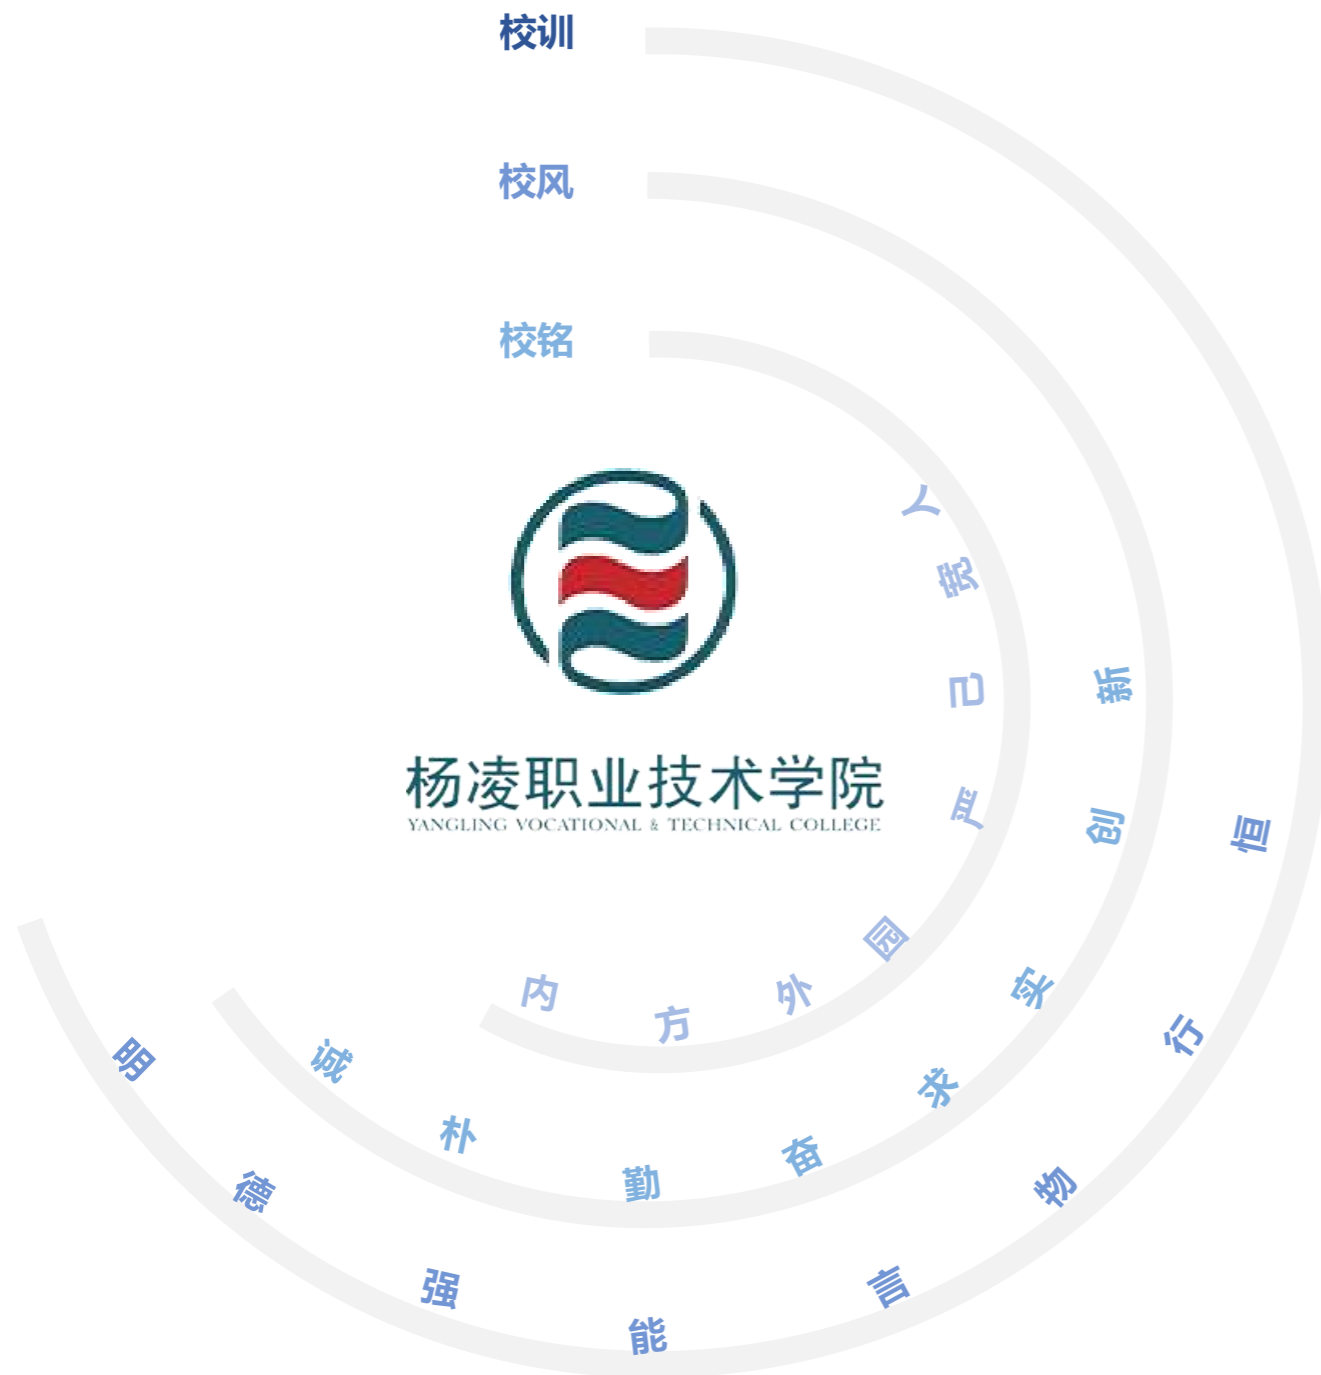 校训
校风
校铭
杨凌职业技术学院
YANGLING VOCATIONAL & TECHNICAL COLLEGE
明德强能言物行恒
诚朴勤奋求实创新
内方外园严己宽人